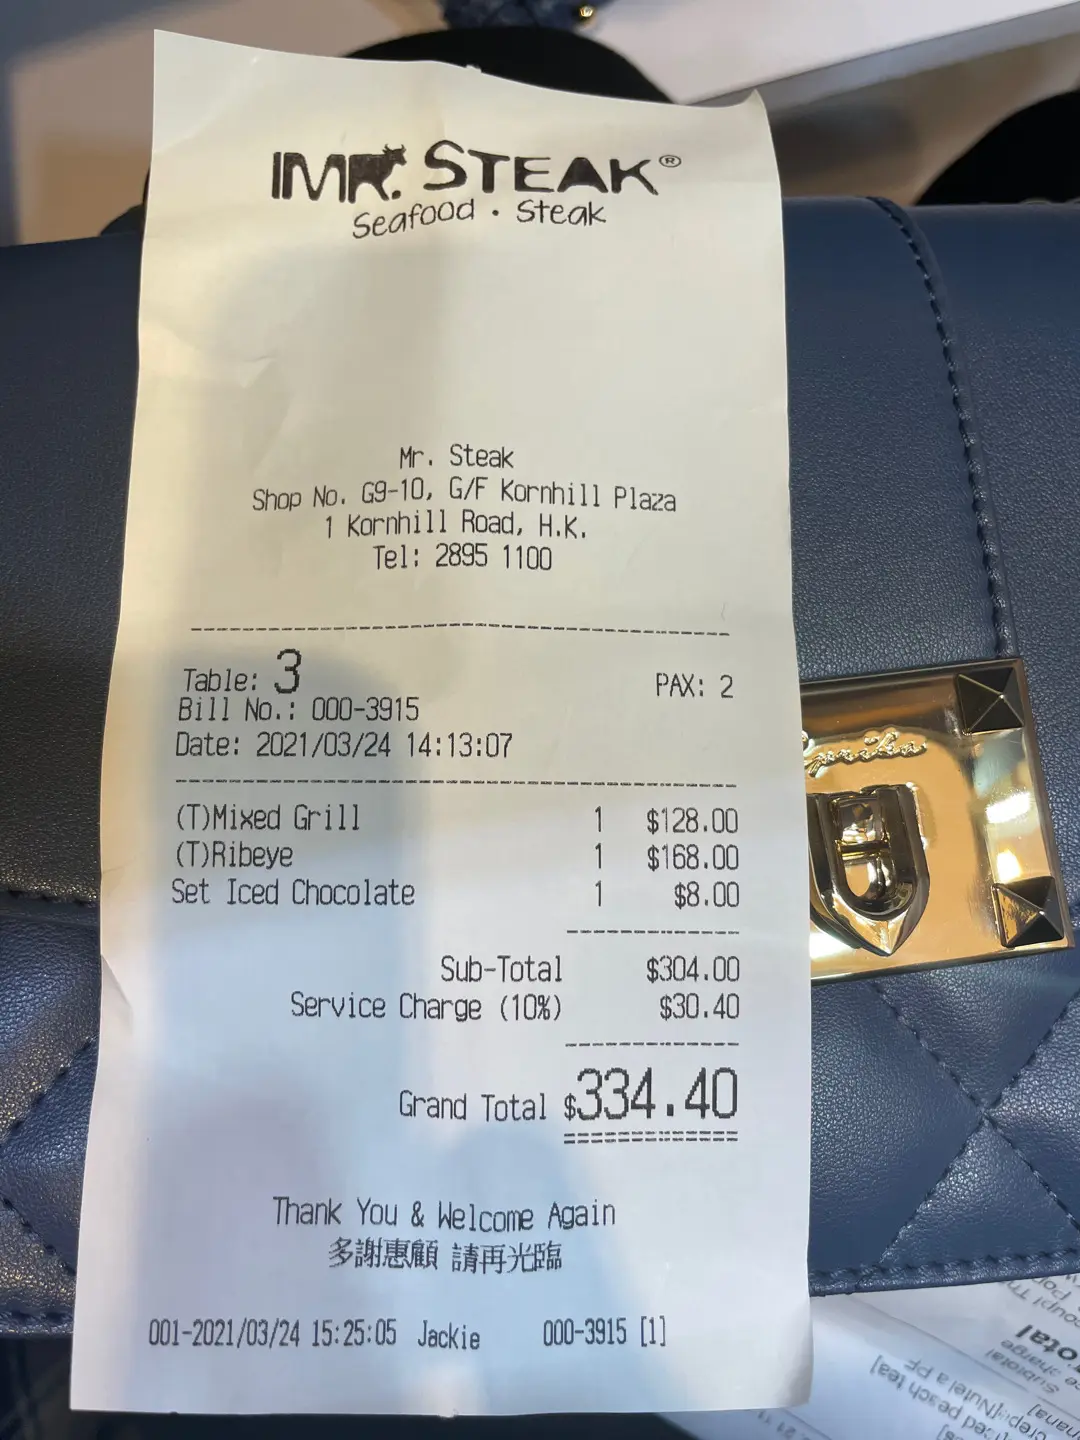 MR. STEAK®
Seafood · Steak
Mr. Steak
Shop No. G9-10, G/F Kornhill Plaza
1 Kornhill Road, H.K.
Tel: 2895 1100
Table: 3 PAX: 2
Bill No.: 000-3915
Date: 2021/03/24 14:13:07
(T)Mixed Grill 1 $128.00
(T)Ribeye 1 $168.00
Set Iced Chocolate 1 $8.00
Sub-Total $304.00
Service Charge (10%) $30.40
Grand Total $334.40
Thank You & Welcome Again
多謝惠顧 請再光臨
001-2021/03/24 15:25:05 Jackie 000-3915 [1]
Subtotal
peach tea]